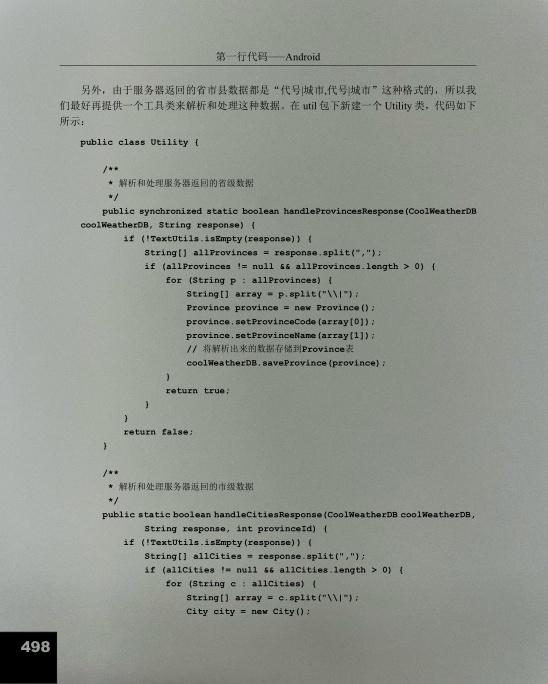 第一行代码——Android
另外，由于服务器返回的省市县数据都是“代号|城市,代号|城市”这种格式的，所以我
们最好再提供一个工具类来解析和处理这种数据。在 util 包下新建一个 Utility 类，代码如下
所示：
public class Utility {
/**
* 解析和处理服务器返回的省级数据
*/
public synchronized static boolean handleProvincesResponse(CoolWeatherDB
coolWeatherDB, String response) {
if (!TextUtils.isEmpty(response)) {
String[] allProvinces = response.split(",");
if (allProvinces != null && allProvinces.length > 0) {
for (String p : allProvinces) {
String[] array = p.split("\\|");
Province province = new Province();
province.setProvinceCode(array[0]);
province.setProvinceName(array[1]);
// 将解析出来的数据存储到Province表
coolWeatherDB.saveProvince(province);
}
return true;
}
}
return false;
}
/**
* 解析和处理服务器返回的市级数据
*/
public static boolean handleCitiesResponse(CoolWeatherDB coolWeatherDB,
String response, int provinceId) {
if (!TextUtils.isEmpty(response)) {
String[] allCities = response.split(",");
if (allCities != null && allCities.length > 0) {
for (String c : allCities) {
String[] array = c.split("\\|");
City city = new City();
498